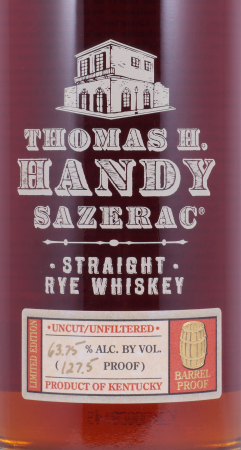 THOMAS H.
HANDY
SAZERAC®
· STRAIGHT ·
RYE WHISKEY
LIMITED EDITION
· UNCUT/UNFILTERED ·
63.75 % ALC. BY VOL.
( 127.5 PROOF)
PRODUCT OF KENTUCKY
BARREL
PROOF